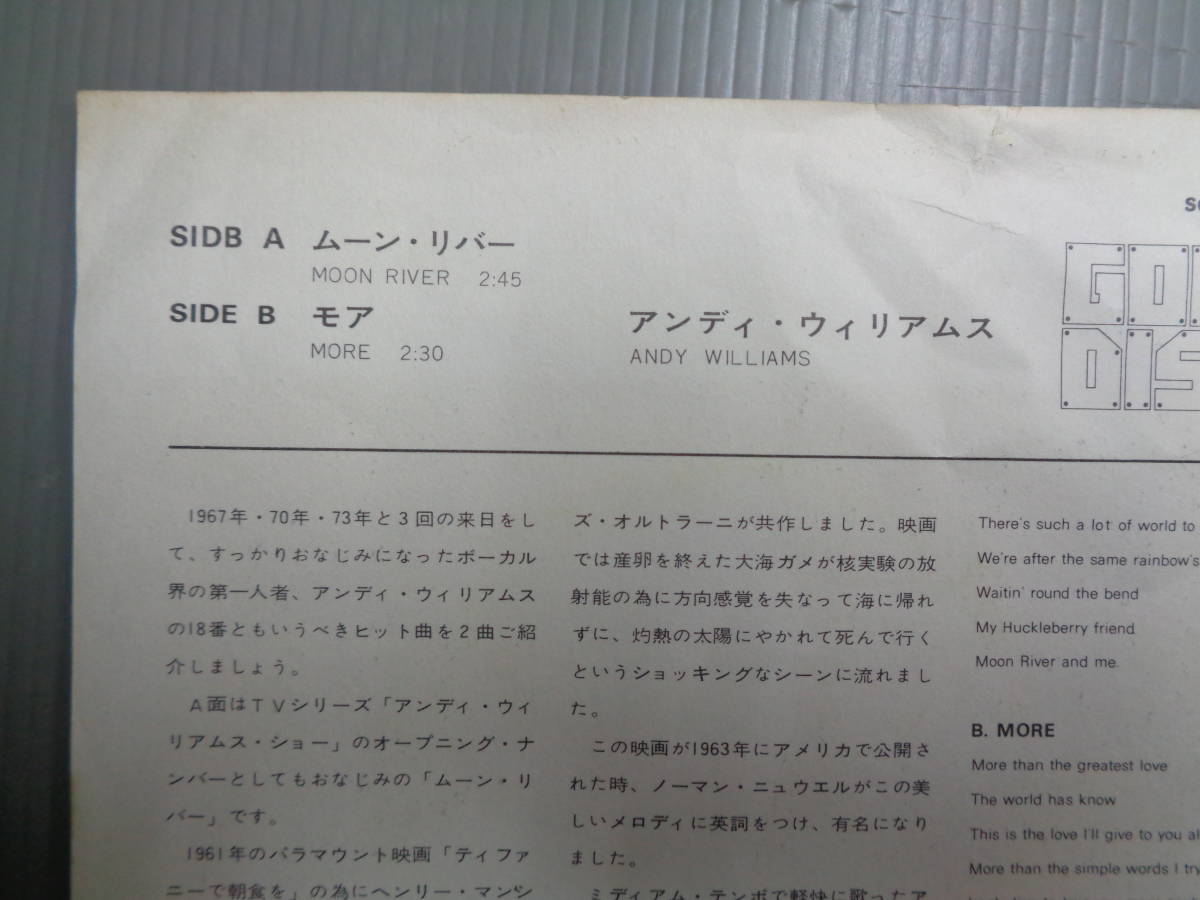 SIDB A ムーン・リバー
MOON RIVER 2:45
SIDE B モア
MORE 2:30
アンディ・ウィリアムス
ANDY WILLIAMS
1967年・70年・73年と3回の来日をし
て、すっかりおなじみになったボーカル
界の第一人者、アンディ・ウィリアムス
の18番ともいうべきヒット曲を2曲ご紹
介しましょう。
A面はTVシリーズ「アンディ・ウィ
リアムス・ショー」のオープニング・ナ
ンバーとしてもおなじみの「ムーン・リ
バー」です。
1961年のパラマウント映画「ティファ
ニーで朝食を」の為にヘンリー・マンシ
ズ・オルトラーニが共作しました。映画
では産卵を終えた大海ガメが核実験の放
射能の為に方向感覚を失なって海に帰れ
ずに、灼熱の太陽にやかれて死んで行く
というショッキングなシーンに流れまし
た。
この映画が1963年にアメリカで公開さ
れた時、ノーマン・ニュウエルがこの美
しいメロディに英詞をつけ、有名になり
ました。
ミディアム・テンポで軽快に歌ったア
There's such a lot of world to
We're after the same rainbow's
Waitin' round the bend
My Huckleberry friend
Moon River and me.
B. MORE
More than the greatest love
The world has know
This is the love I'll give to you al
More than the simple words I try